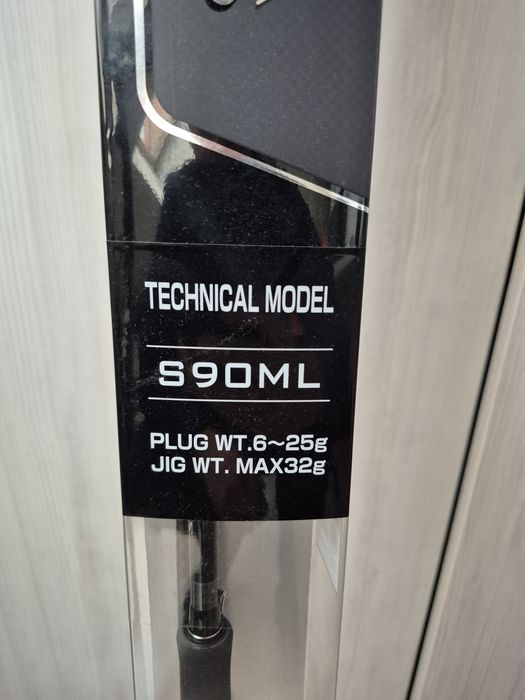 TECHNICAL MODEL
S90ML
PLUG WT.6~25g
JIG WT. MAX32g